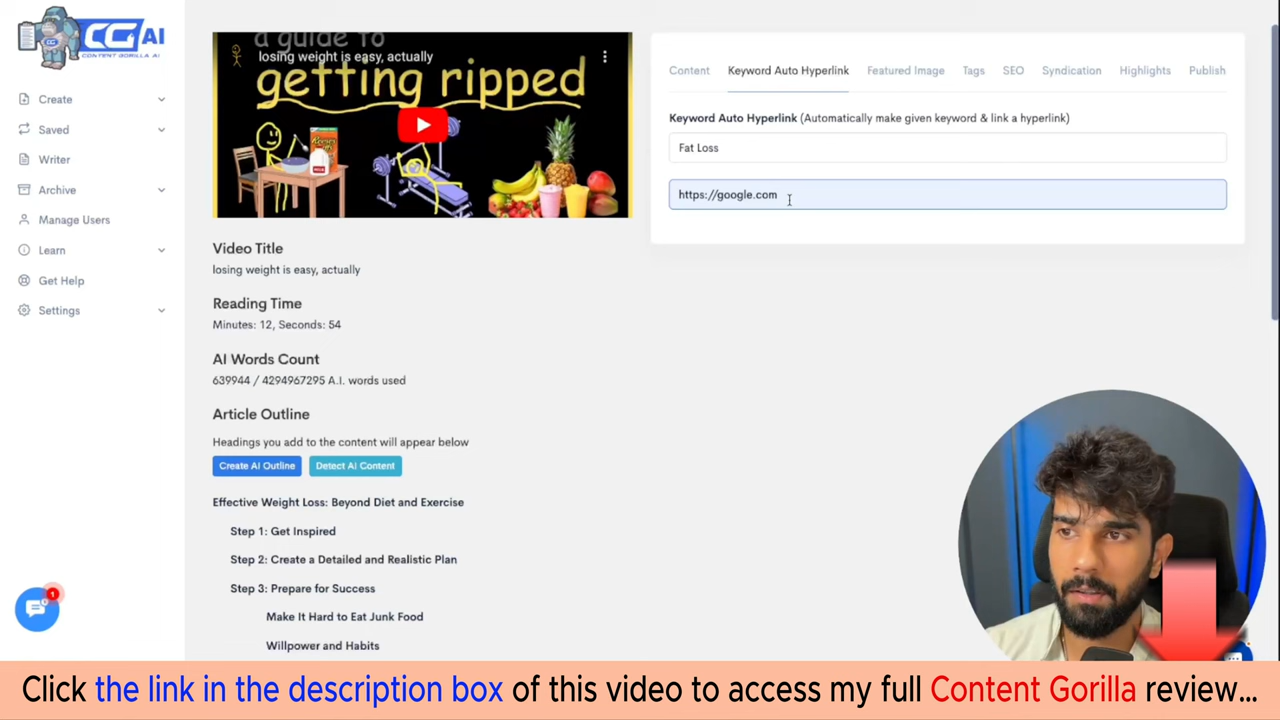 CG AI
CONTENT GORILLA AI
Create
Saved
Writer
Archive
Manage Users
Learn
Get Help
Settings
1
a guide to
losing weight is easy, actually
getting ripped
Video Title
losing weight is easy, actually
Reading Time
Minutes: 12, Seconds: 54
AI Words Count
639944 / 4294967295 A.I. words used
Article Outline
Headings you add to the content will appear below
Create AI Outline Detect AI Content
Effective Weight Loss: Beyond Diet and Exercise
Step 1: Get Inspired
Step 2: Create a Detailed and Realistic Plan
Step 3: Prepare for Success
Make It Hard to Eat Junk Food
Willpower and Habits
Content Keyword Auto Hyperlink Featured Image Tags SEO Syndication Highlights Publish
Keyword Auto Hyperlink (Automatically make given keyword & link a hyperlink)
Fat Loss
https://google.com
Click the link in the description box of this video to access my full Content Gorilla review...